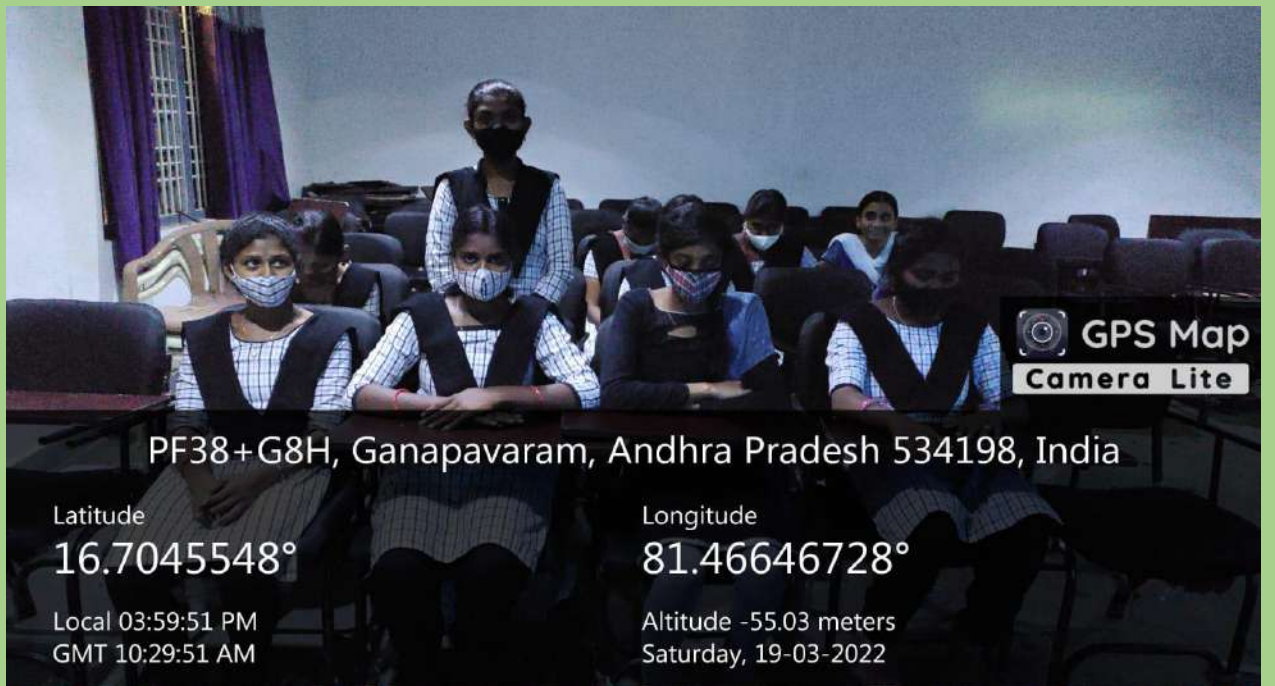 GPS Map
Camera Lite
PF38+G8H, Ganapavaram, Andhra Pradesh 534198, India
Latitude
16.7045548°
Longitude
81.46646728°
Local 03:59:51 PM
GMT 10:29:51 AM
Altitude -55.03 meters
Saturday, 19-03-2022